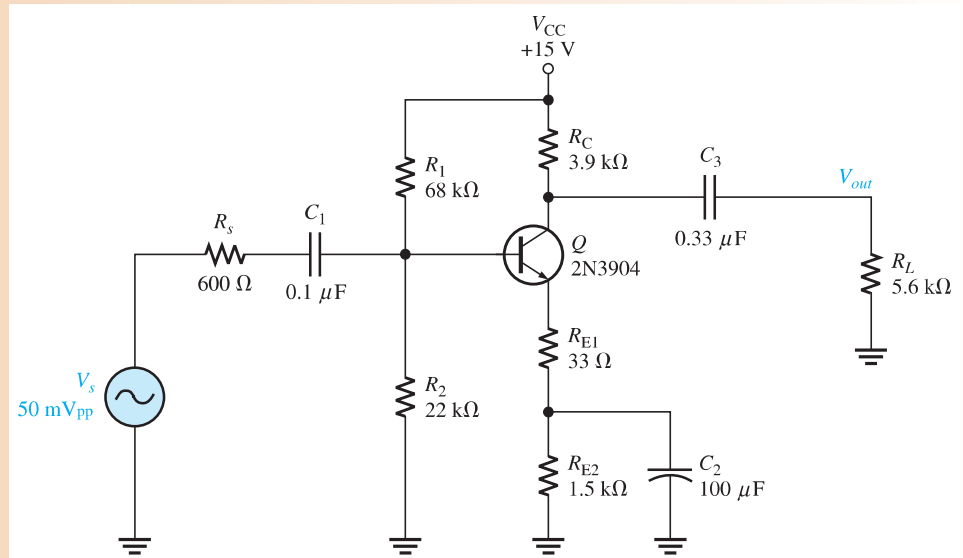 V_CC
+15 V
R_C
3.9 kΩ
C_3
V_out
R_1
68 kΩ
R_s
C_1
0.33 μF
Q
2N3904
R_L
5.6 kΩ
600 Ω
0.1 μF
R_E1
33 Ω
V_s
50 mVpp
R_2
22 kΩ
R_E2
1.5 kΩ
C_2
100 μF